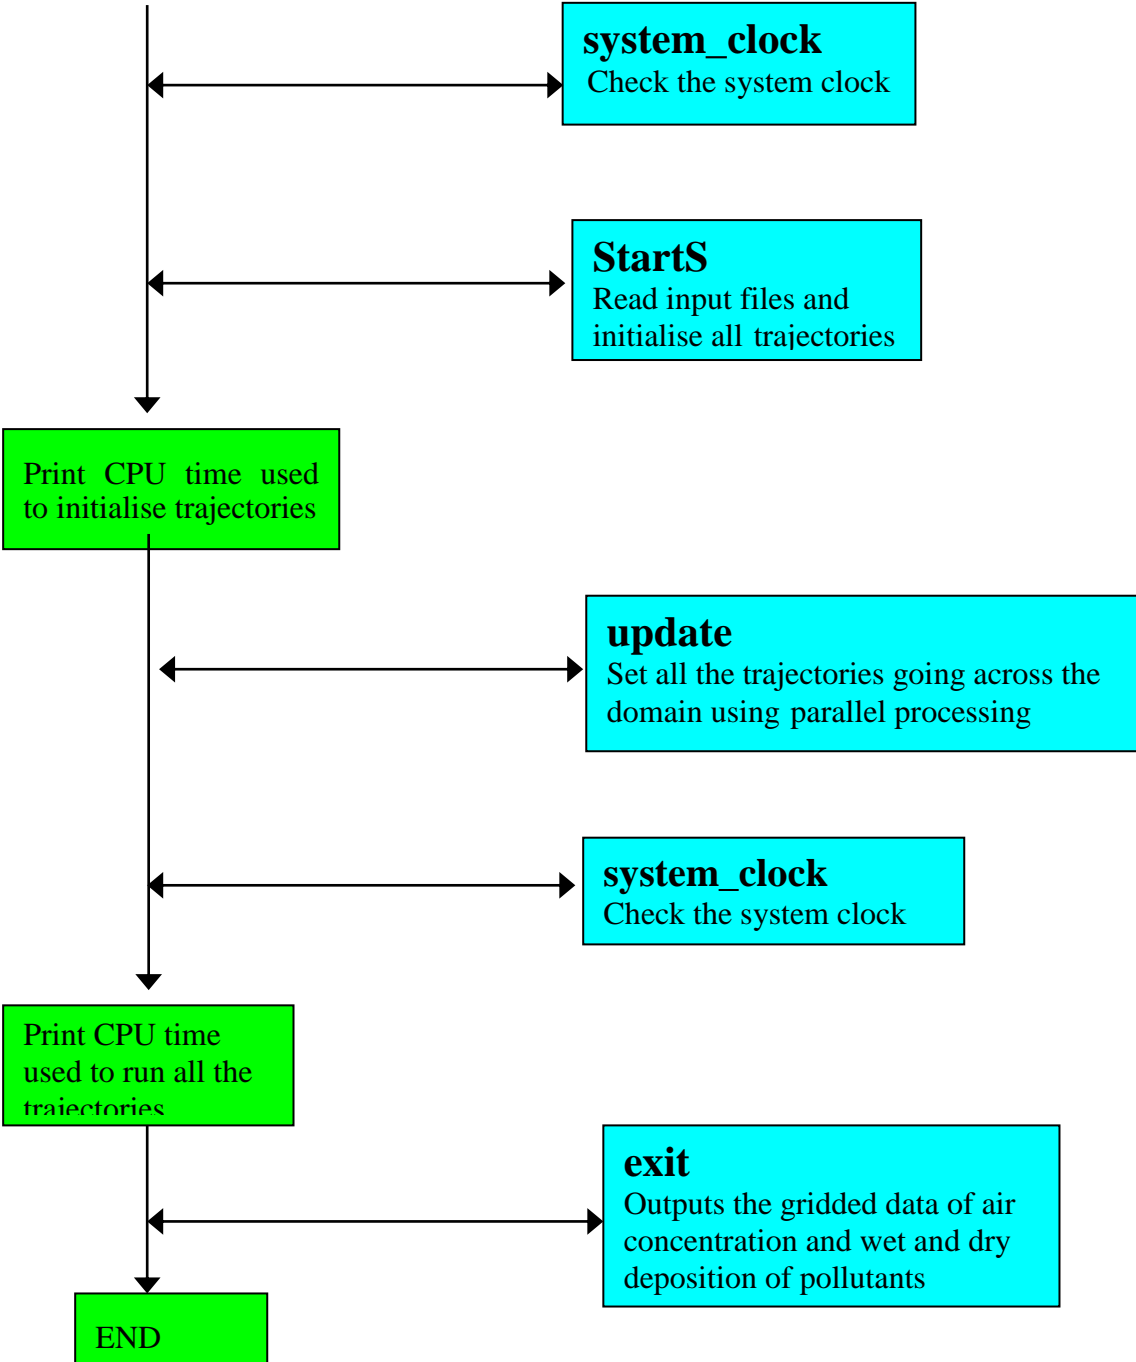 system_clock
Check the system clock
StartS
Read input files and
initialise all trajectories
Print CPU time used
to initialise trajectories
update
Set all the trajectories going across the
domain using parallel processing
system_clock
Check the system clock
Print CPU time
used to run all the
trajectories
exit
Outputs the gridded data of air
concentration and wet and dry
deposition of pollutants
END